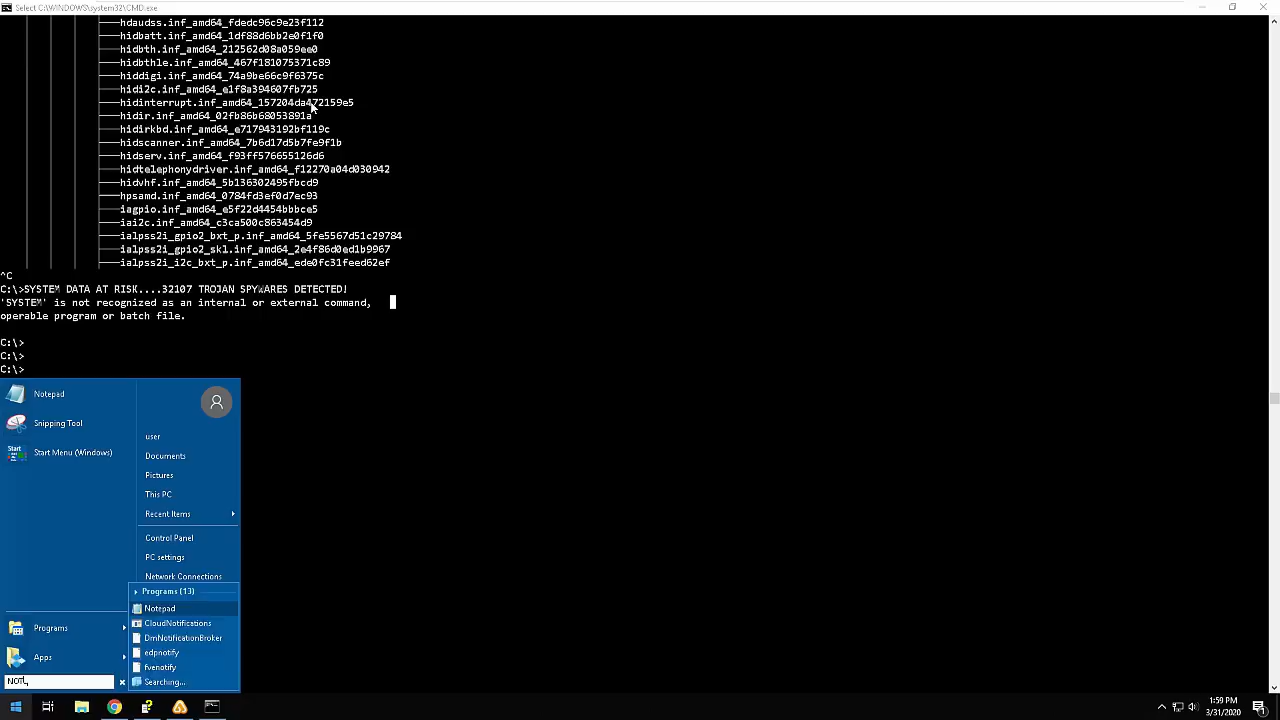 Select C:\WINDOWS\system32\CMD.exe
hdaudss.inf_amd64_fdedc96c9e23f112
hidbatt.inf_amd64_1df88d6bb2e0f1f0
hidbth.inf_amd64_212562d08a059ee0
hidbthle.inf_amd64_467f181075371c89
hiddigi.inf_amd64_74a9be66c9f6375c
hidi2c.inf_amd64_e1f8a394607fb725
hidinterrupt.inf_amd64_157204da472159e5
hidir.inf_amd64_02fb86b68053891a
hidirkbd.inf_amd64_e717943192bf119c
hidscanner.inf_amd64_7b6d17d5b7fe9f1b
hidserv.inf_amd64_f93ff576655126d6
hidtelephonydriver.inf_amd64_f12270a04d030942
hidvhf.inf_amd64_5b136302495fbcd9
hpsamd.inf_amd64_0784fd3ef0d7ec93
iagpio.inf_amd64_e5f22d4454bbbce5
iai2c.inf_amd64_c3ca500c863454d9
ialpss2i_gpio2_bxt_p.inf_amd64_5fe5567d51c29784
ialpss2i_gpio2_skl.inf_amd64_2e4f86d0ed1b9967
ialpss2i_i2c_bxt_p.inf_amd64_ede0fc31feed62ef
^C
C:\>SYSTEM DATA AT RISK....32107 TROJAN SPYWARES DETECTED!
'SYSTEM' is not recognized as an internal or external command,
operable program or batch file.
C:\>
C:\>
C:\>
Notepad
Snipping Tool
Start Menu (Windows)
user
Documents
Pictures
This PC
Recent Items
Control Panel
PC settings
Network Connections
Programs (13)
Notepad
CloudNotifications
DmNotificationBroker
edpnotify
fvenotify
Searching...
Programs
Apps
NOT
1:59 PM
3/31/2020